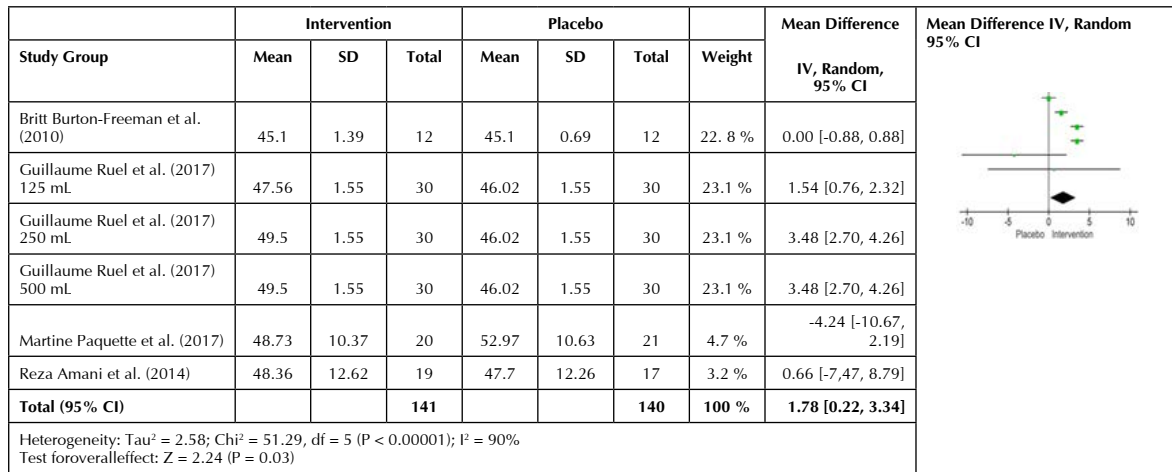 Intervention Placebo Mean Difference Mean Difference IV, Random
95% CI
Study Group Mean SD Total Mean SD Total Weight IV, Random,
95% CI
Britt Burton-Freeman et al.
(2010) 45.1 1.39 12 45.1 0.69 12 22. 8 % 0.00 [-0.88, 0.88]
Guillaume Ruel et al. (2017)
125 mL 47.56 1.55 30 46.02 1.55 30 23.1 % 1.54 [0.76, 2.32]
Guillaume Ruel et al. (2017)
250 mL 49.5 1.55 30 46.02 1.55 30 23.1 % 3.48 [2.70, 4.26]
Guillaume Ruel et al. (2017)
500 mL 49.5 1.55 30 46.02 1.55 30 23.1 % 3.48 [2.70, 4.26]
Martine Paquette et al. (2017) 48.73 10.37 20 52.97 10.63 21 4.7 % -4.24 [-10.67,
2.19]
Reza Amani et al. (2014) 48.36 12.62 19 47.7 12.26 17 3.2 % 0.66 [-7,47, 8.79]
Total (95% CI) 141 140 100 % 1.78 [0.22, 3.34]
Heterogeneity: Tau² = 2.58; Chi² = 51.29, df = 5 (P < 0.00001); I² = 90%
Test foroveralleffect: Z = 2.24 (P = 0.03)
-10 -5 0 5 10
Placebo Intervention